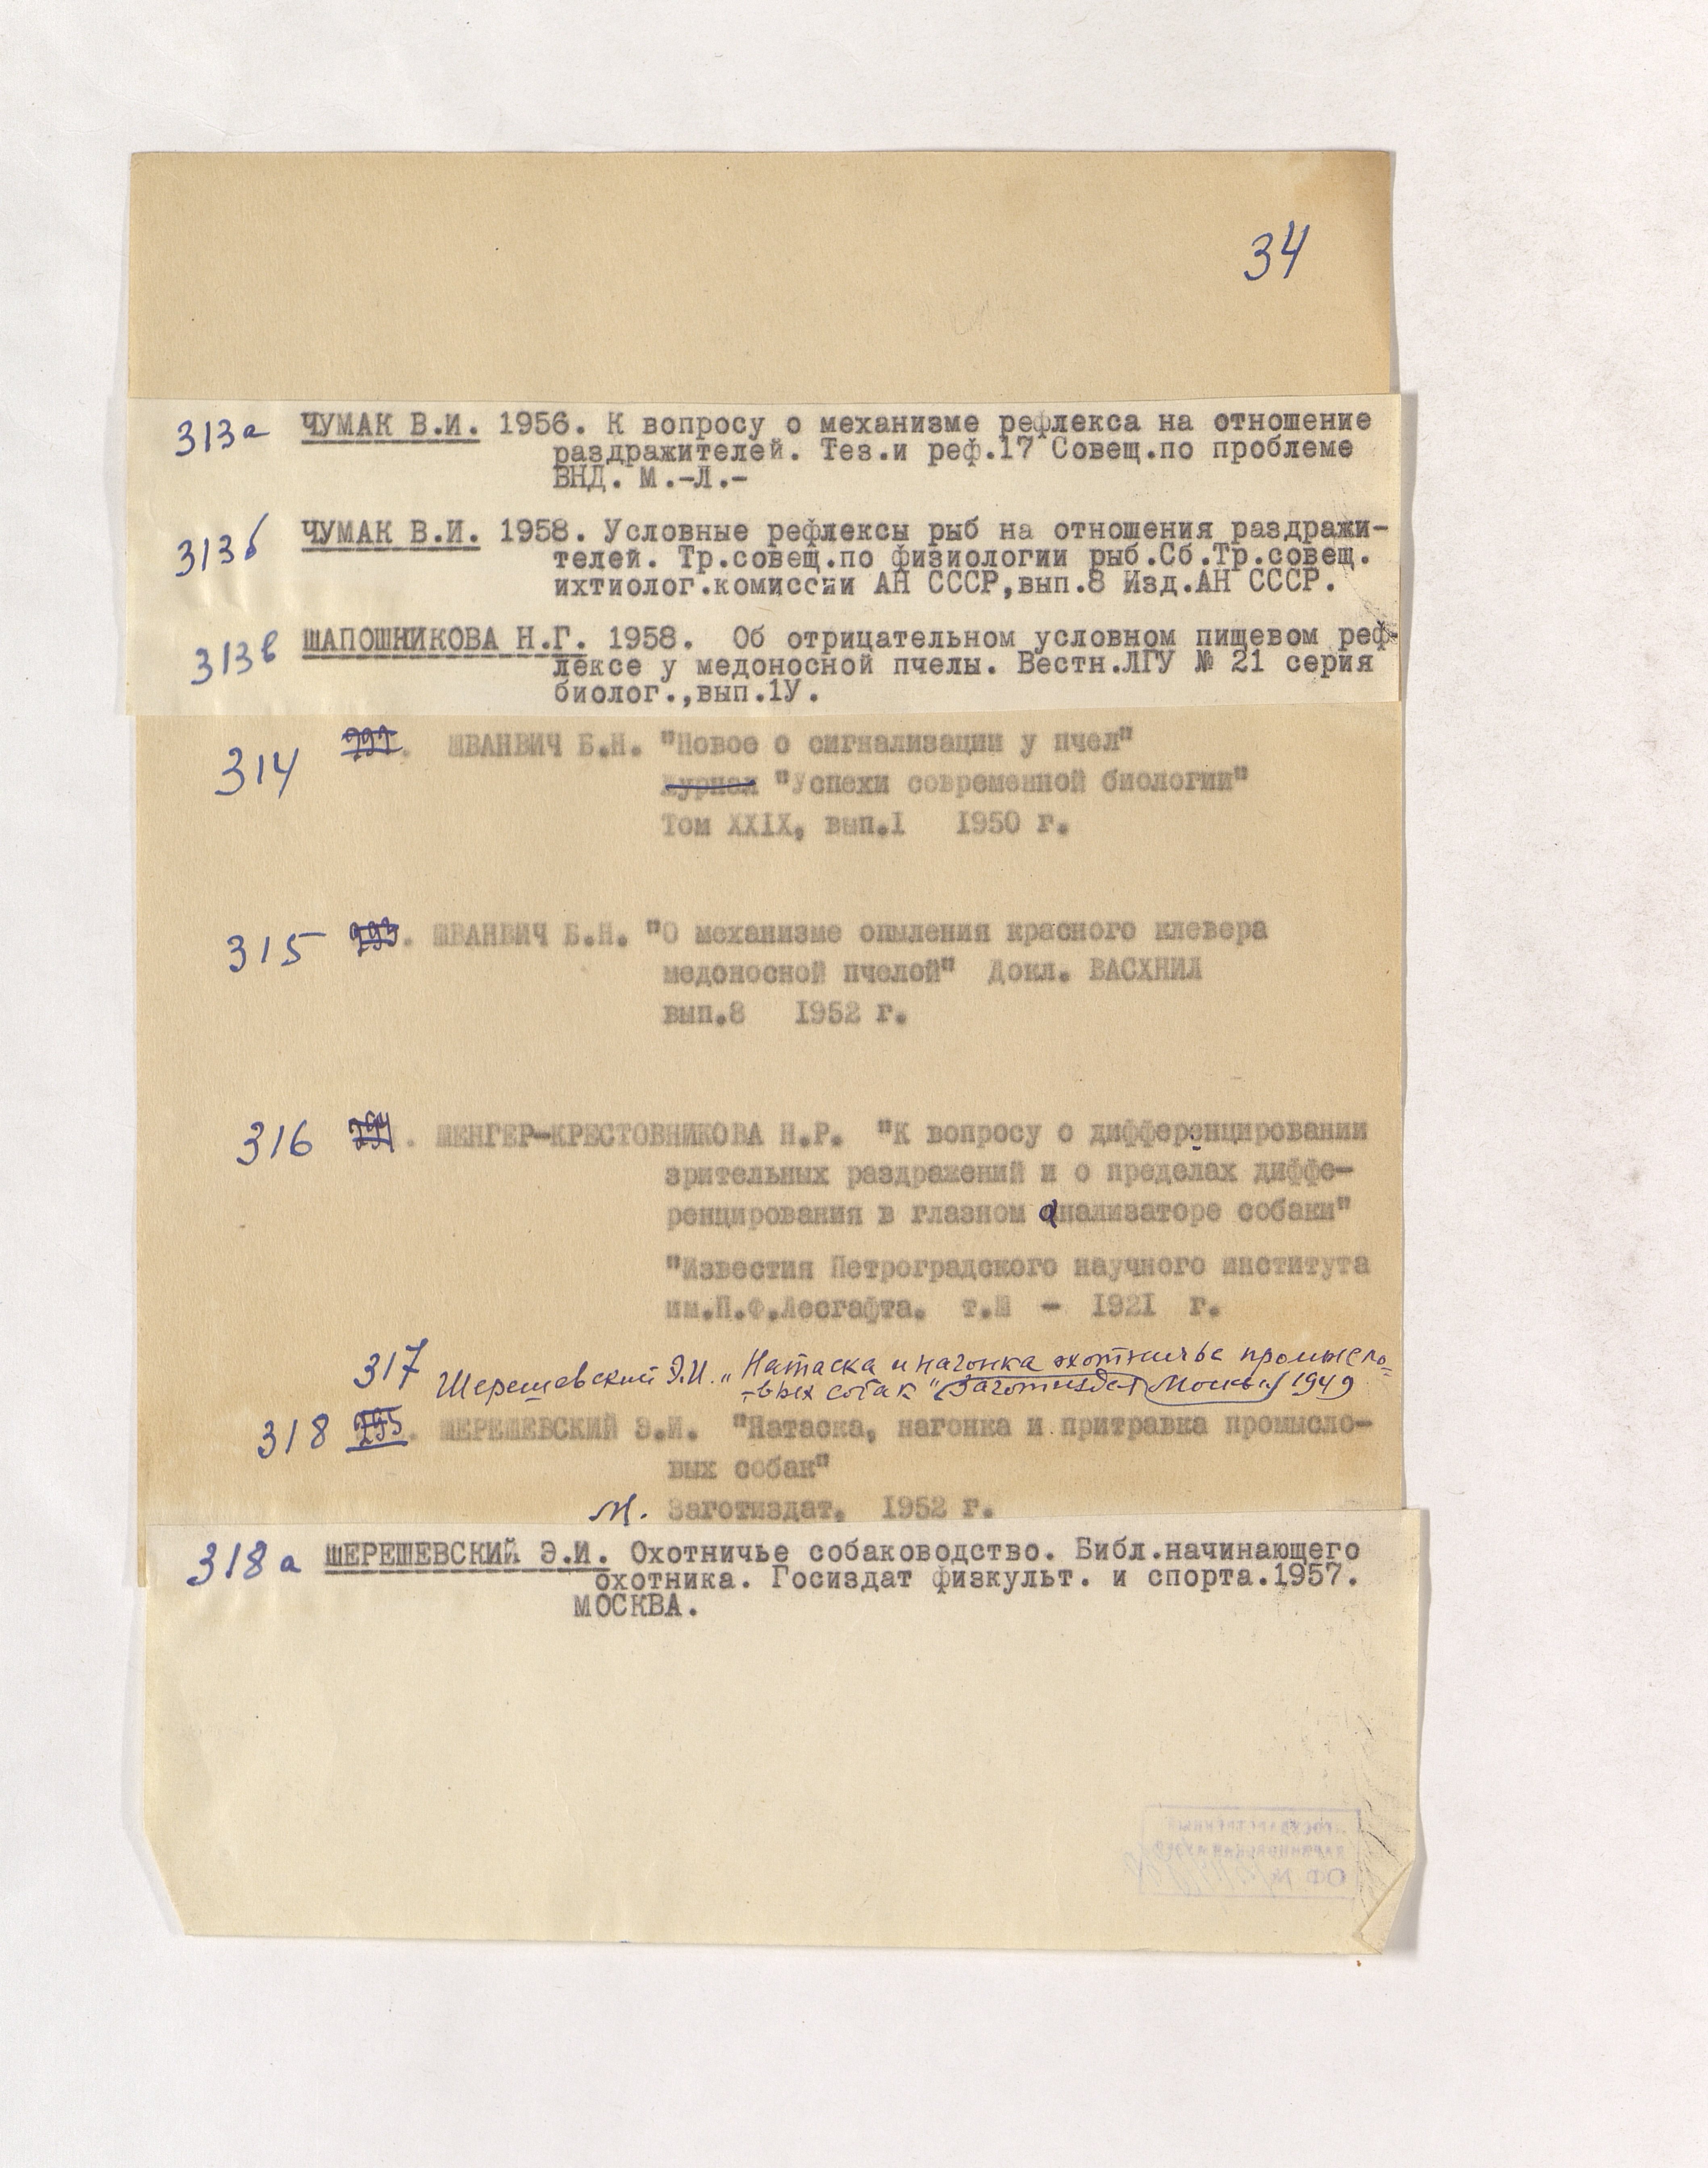 34
313а ЧУМАК В.И. 1956. К вопросу о механизме рефлекса на отношение
раздражителей. Тез.и реф.17 Совещ.по проблеме
ВНД. М.-Л.-
313б ЧУМАК В.И. 1958. Условные рефлексы рыб на отношения раздражи-
телей. Тр.совещ.по физиологии рыб.Сб.Тр.совещ.
ихтиолог.комиссии АН СССР,вып.8 Изд.АН СССР.
313в ШАПОШНИКОВА Н.Г. 1958. Об отрицательном условном пищевом реф-
лексе у медоносной пчелы. Вестн.ЛГУ № 21 серия
биолог.,вып.1У.
314 ШВАНВИЧ Б.Н. "Новое о сигнализации у пчел"
Журнал "Успехи современной биологии"
Том XXIX, вып.I 1950 г.
315 293. ШВАНВИЧ Б.Н. "О механизме опыления красного клевера
медоносной пчелой" Докл. ВАСХНИЛ
вып.8 1952 г.
316 294. ШЕНГЕР-КРЕСТОВНИКОВА Н.Р. "К вопросу о дифференцировании
зрительных раздражений и о пределах диффе-
ренцирования в глазном анализаторе собаки"
"Известия Петроградского научного института
им.П.Ф.Лесгафта. т.Ш - 1921 г.
317 Шерешевский Э.И. „Натаска и нагонка охотничье промысло-
-вых собак" Заготиздат Москва 1949
318 295. ШЕРЕШЕВСКИЙ Э.И. "Натаска, нагонка и притравка промысло-
вых собак"
М. Заготиздат. 1952 г.
318а ШЕРЕШЕВСКИЙ Э.И. Охотничье собаководство. Библ.начинающего
охотника. Госиздат физкульт. и спорта.1957.
МОСКВА.